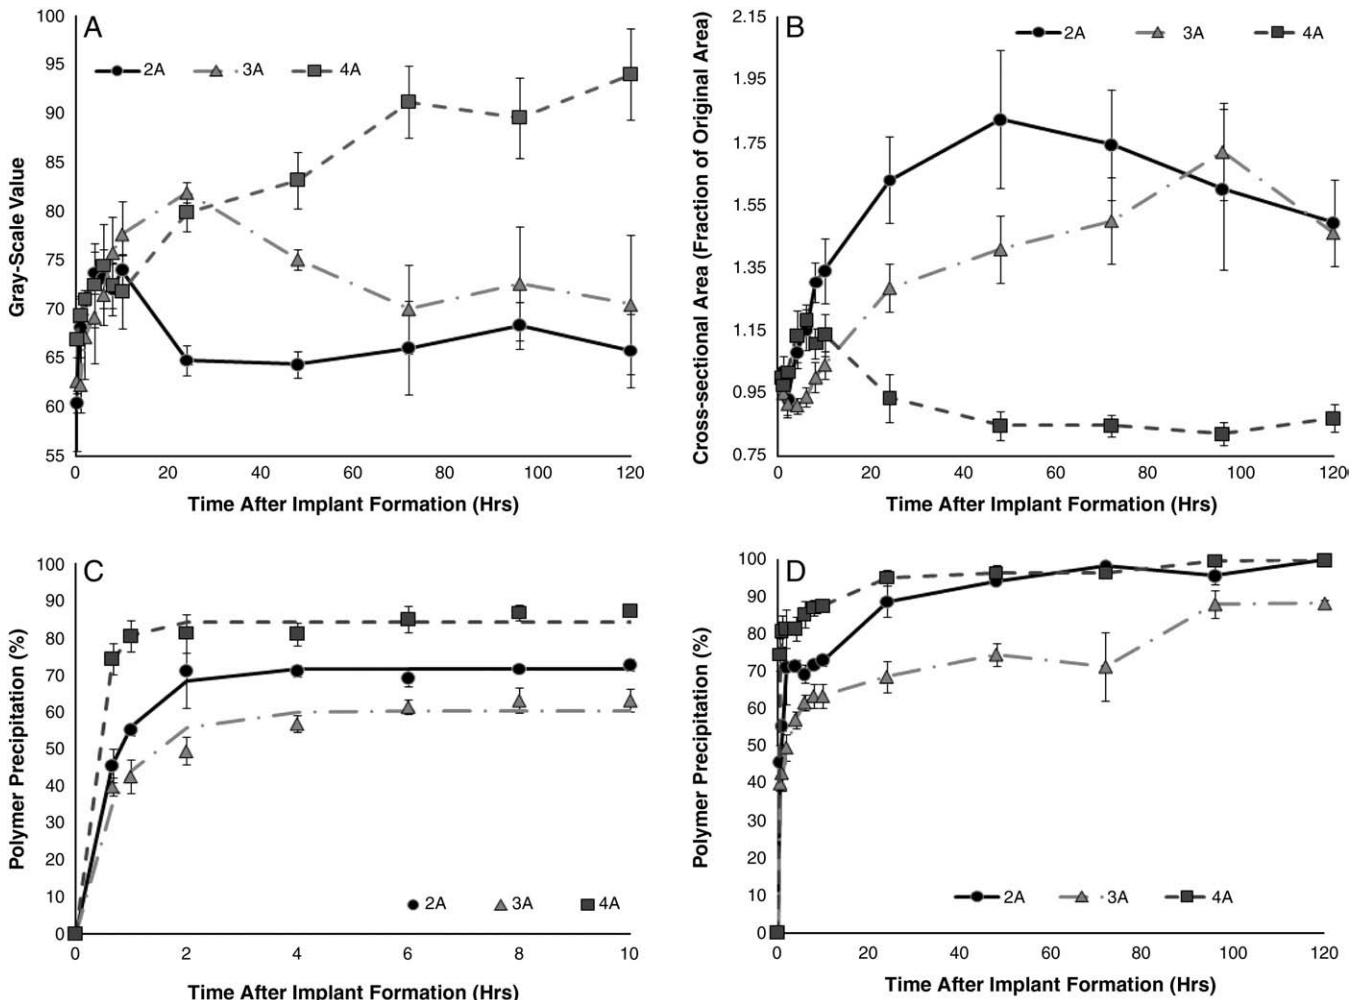 A
2A 3A 4A
100
95
90
85
80
75
70
65
60
55
Gray-Scale Value
0 20 40 60 80 100 120
Time After Implant Formation (Hrs)
B
2A 3A 4A
2.15
1.95
1.75
1.55
1.35
1.15
0.95
0.75
Cross-sectional Area (Fraction of Original Area)
0 20 40 60 80 100 120
Time After Implant Formation (Hrs)
C
100
90
80
70
60
50
40
30
20
10
0
Polymer Precipitation (%)
2A 3A 4A
0 2 4 6 8 10
Time After Implant Formation (Hrs)
D
100
90
80
70
60
50
40
30
20
10
0
Polymer Precipitation (%)
2A 3A 4A
0 20 40 60 80 100 120
Time After Implant Formation (Hrs)